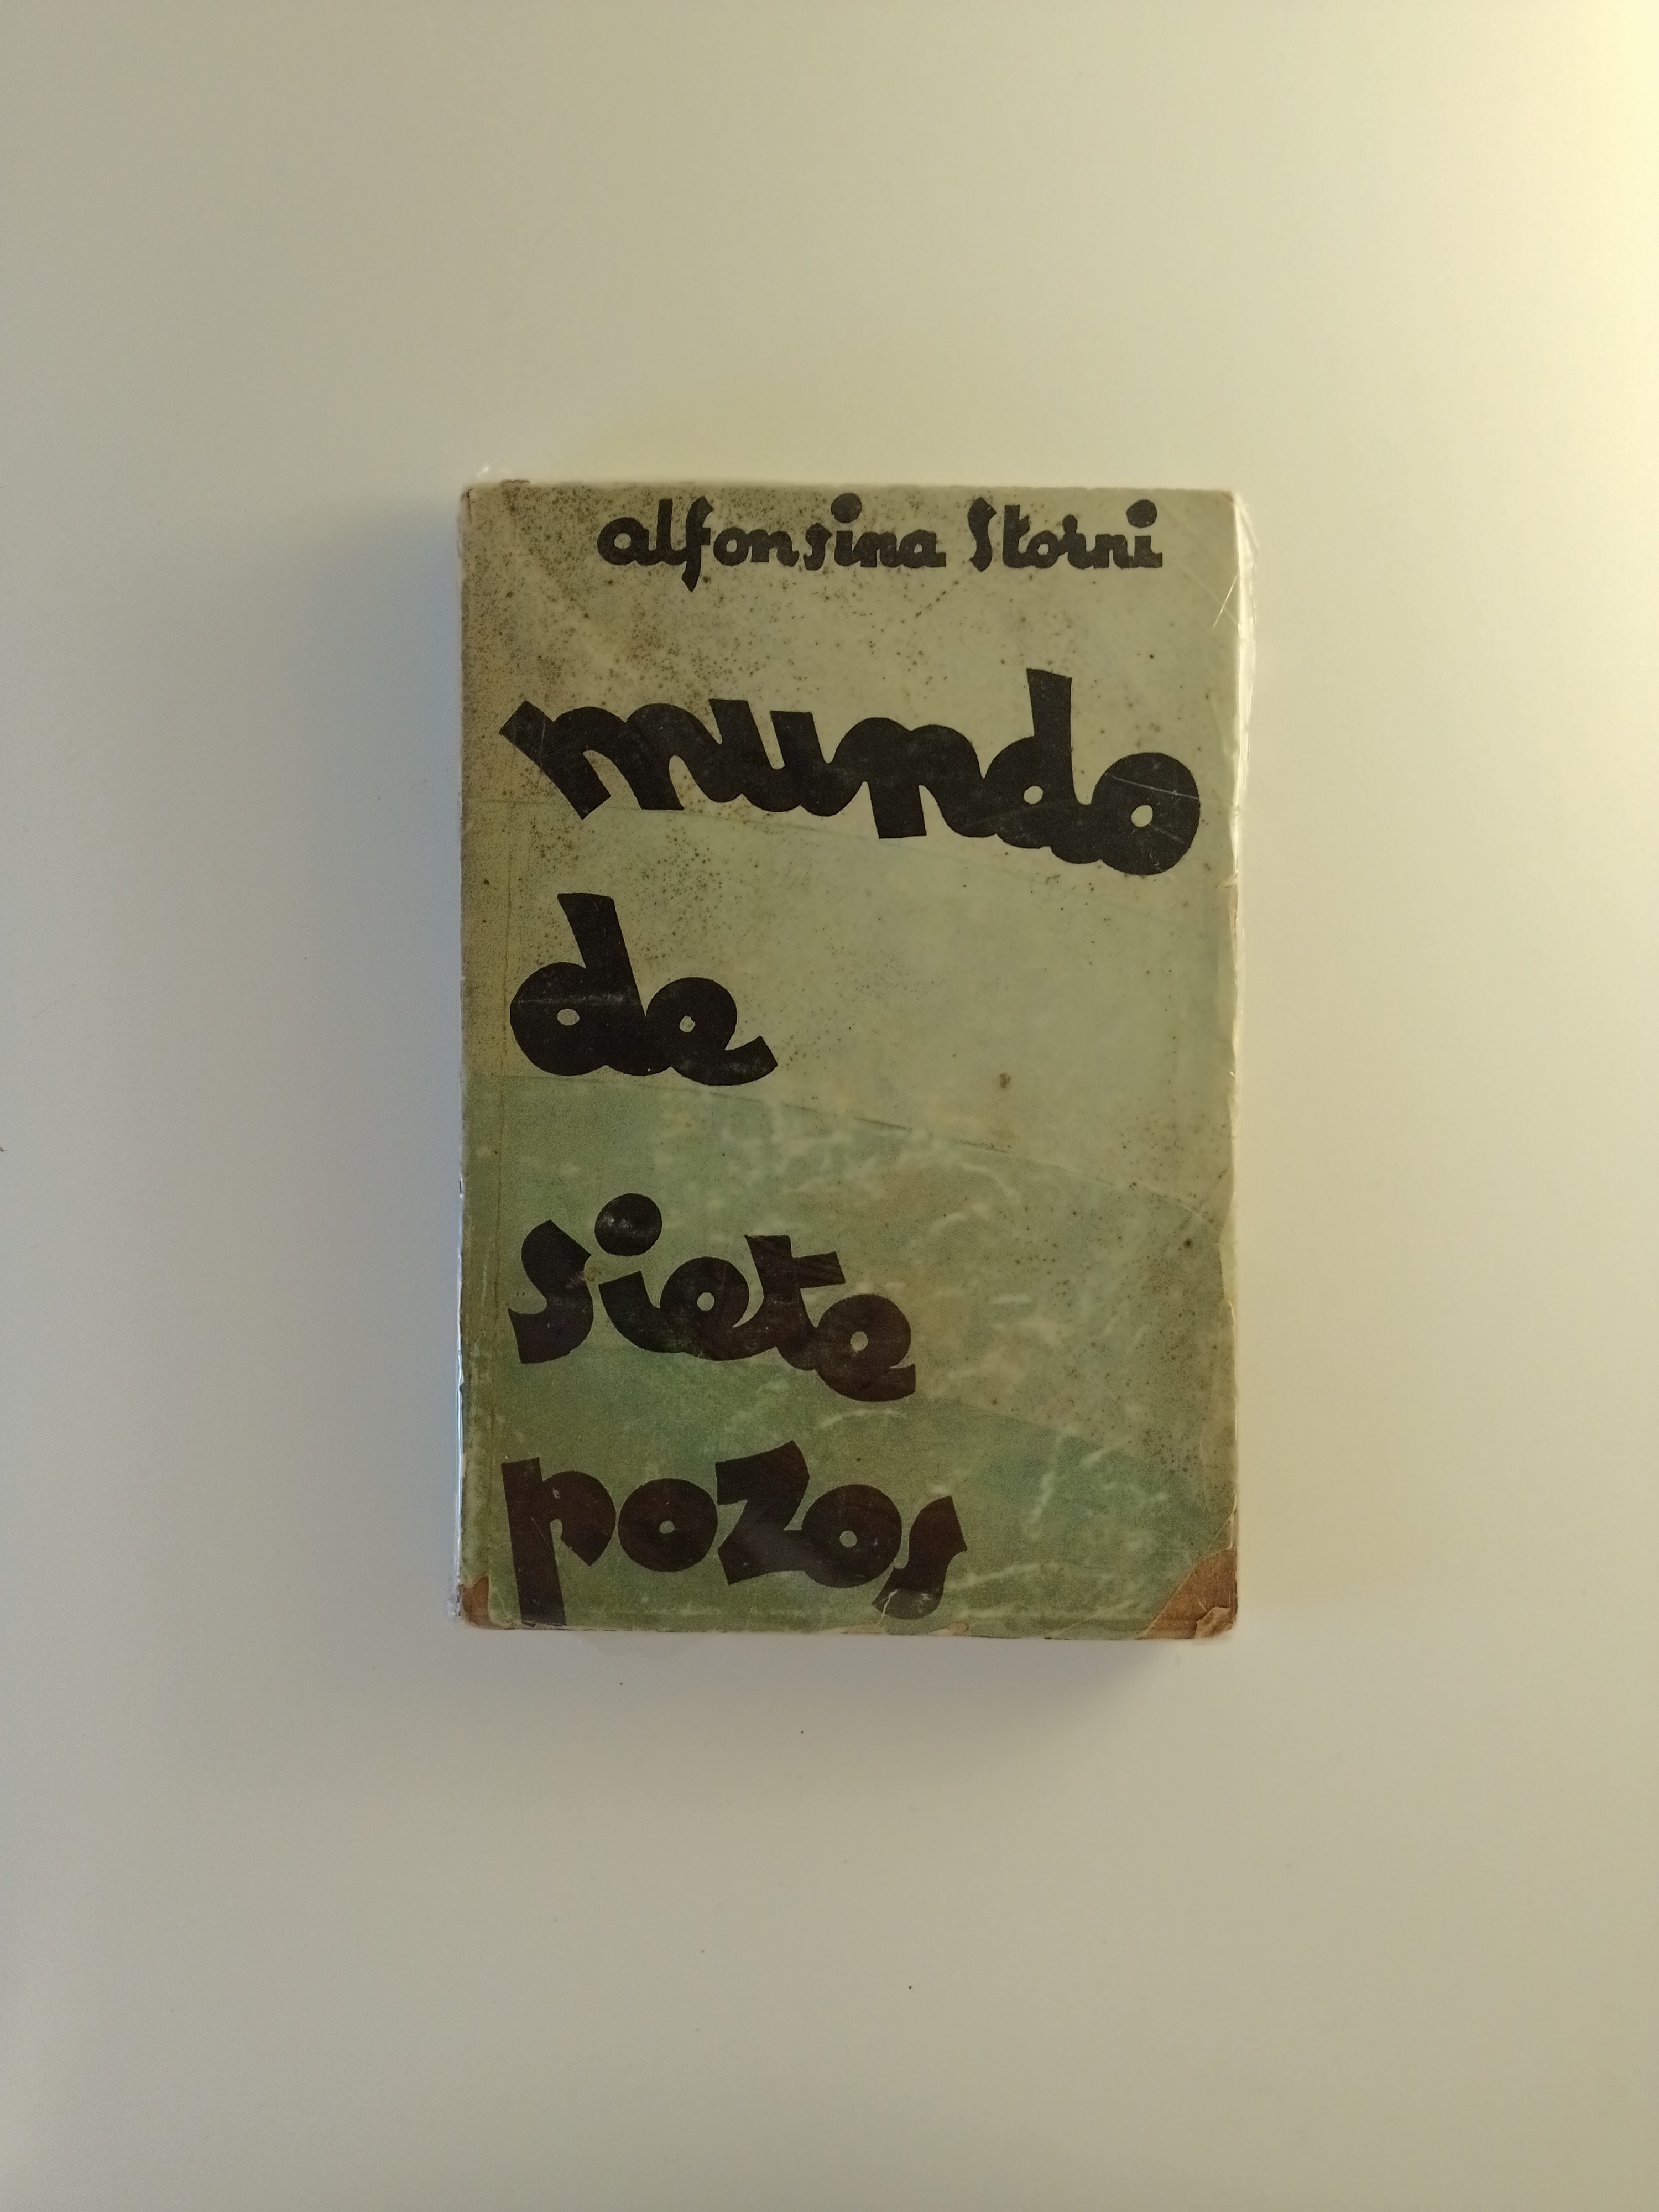 alfonsina Storni
mundo
de
siete
pozos